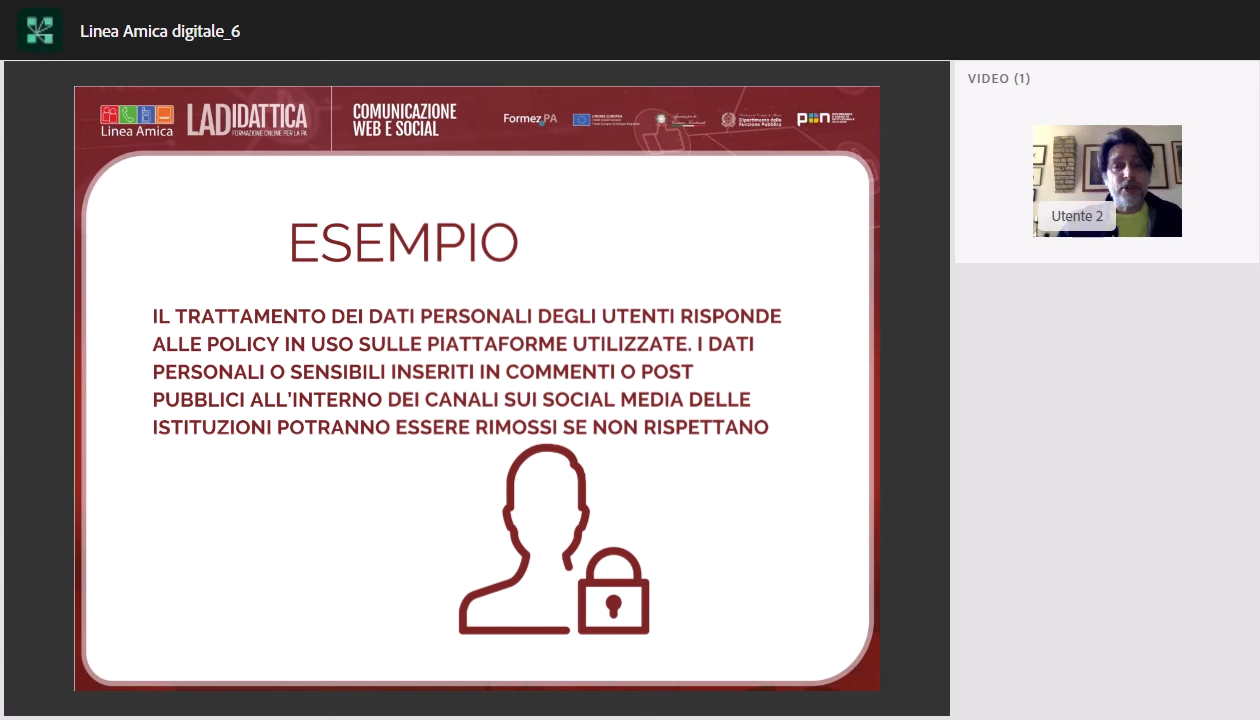 Linea Amica digitale_6
VIDEO (1)
Linea Amica
LADIDATTICA
FORMAZIONE ONLINE PER LA PA
COMUNICAZIONE
WEB E SOCIAL
FormezPA
UNIONE EUROPEA
Dipartimento della
Funzione Pubblica
pon
Utente 2
ESEMPIO
IL TRATTAMENTO DEI DATI PERSONALI DEGLI UTENTI RISPONDE
ALLE POLICY IN USO SULLE PIATTAFORME UTILIZZATE. I DATI
PERSONALI O SENSIBILI INSERITI IN COMMENTI O POST
PUBBLICI ALL'INTERNO DEI CANALI SUI SOCIAL MEDIA DELLE
ISTITUZIONI POTRANNO ESSERE RIMOSSI SE NON RISPETTANO